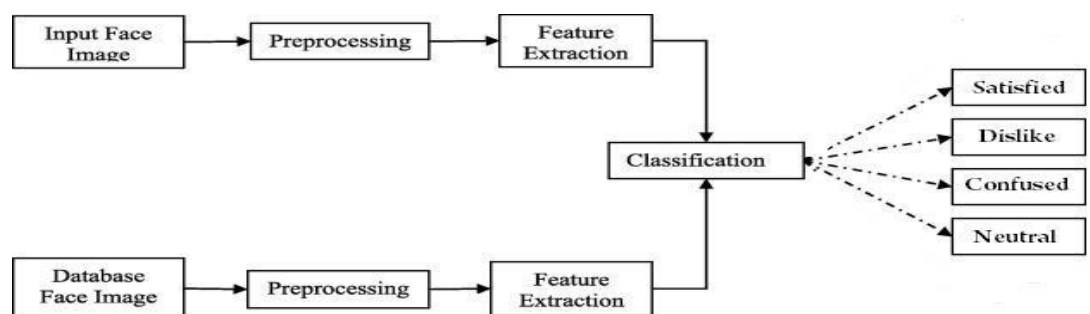 Input Face
Image
Preprocessing
Feature
Extraction
Satisfied
Dislike
Classification
Confused
Neutral
Database
Face Image
Preprocessing
Feature
Extraction